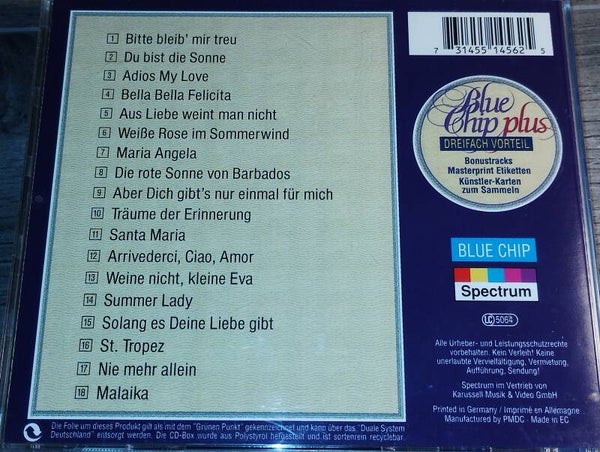 1 Bitte bleib' mir treu
2 Du bist die Sonne
3 Adios My Love
4 Bella Bella Felicita
5 Aus Liebe weint man nicht
6 Weiße Rose im Sommerwind
7 Maria Angela
8 Die rote Sonne von Barbados
9 Aber Dich gibt's nur einmal für mich
10 Träume der Erinnerung
11 Santa Maria
12 Arrivederci, Ciao, Amor
13 Weine nicht, kleine Eva
14 Summer Lady
15 Solang es Deine Liebe gibt
16 St. Tropez
17 Nie mehr allein
18 Malaika
7 31455 14562 5
Blue
Chip plus
DREIFACH VORTEIL
Bonustracks
Masterprint Etiketten
Künstler-Karten
zum Sammeln
BLUE CHIP
Spectrum
LC 5064
Alle Urheber- und Leistungsschutzrechte
vorbehalten. Kein Verleih! Keine
unerlaubte Vervielfältigung, Vermietung,
Aufführung, Sendung!
Spectrum im Vertrieb von
Karussell Musik & Video GmbH
Printed in Germany / Imprimé en Allemagne
Manufactured by PMDC · Made in EC
Die Folie um dieses Produkt gilt als mit dem "Grünen Punkt" gekennzeichnet und kann über das "Duale System
Deutschland" entsorgt werden. Die CD-Box wurde aus Polystyrol hergestellt und ist sortenrein recyclebar.